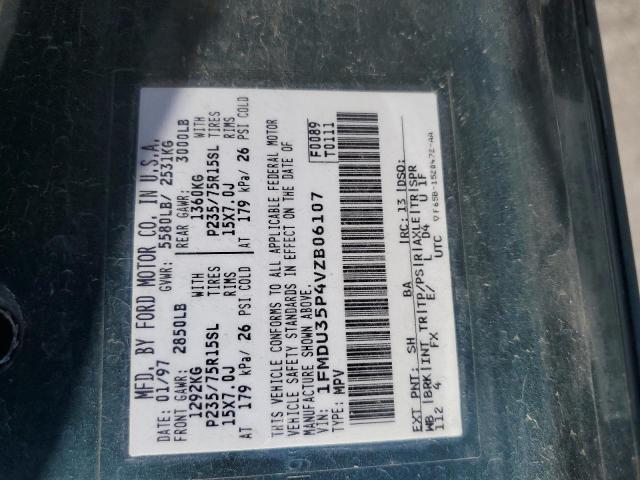 MFD. BY FORD MOTOR CO. IN U.S.A.
DATE: 01/97 GVWR: 5580LB/ 2531KG
FRONT GAWR: 2850LB REAR GAWR: 3000LB
1292KG WITH 1360KG WITH
P235/75R15SL TIRES P235/75R15SL TIRES
15X7.0J RIMS 15X7.0J RIMS
AT 179 kPa/ 26 PSI COLD AT 179 kPa/ 26 PSI COLD
THIS VEHICLE CONFORMS TO ALL APPLICABLE FEDERAL MOTOR
VEHICLE SAFETY STANDARDS IN EFFECT ON THE DATE OF
MANUFACTURE SHOWN ABOVE.
VIN: 1FMDU35P4VZB06107 F0089
TYPE: MPV T0111
EXT PNT: SH BA RC: 13 DSO:
WB BRK INT TR TP/PS R AXLE TR SPR
112 4 FX E/ L D4 U 1F
UTC